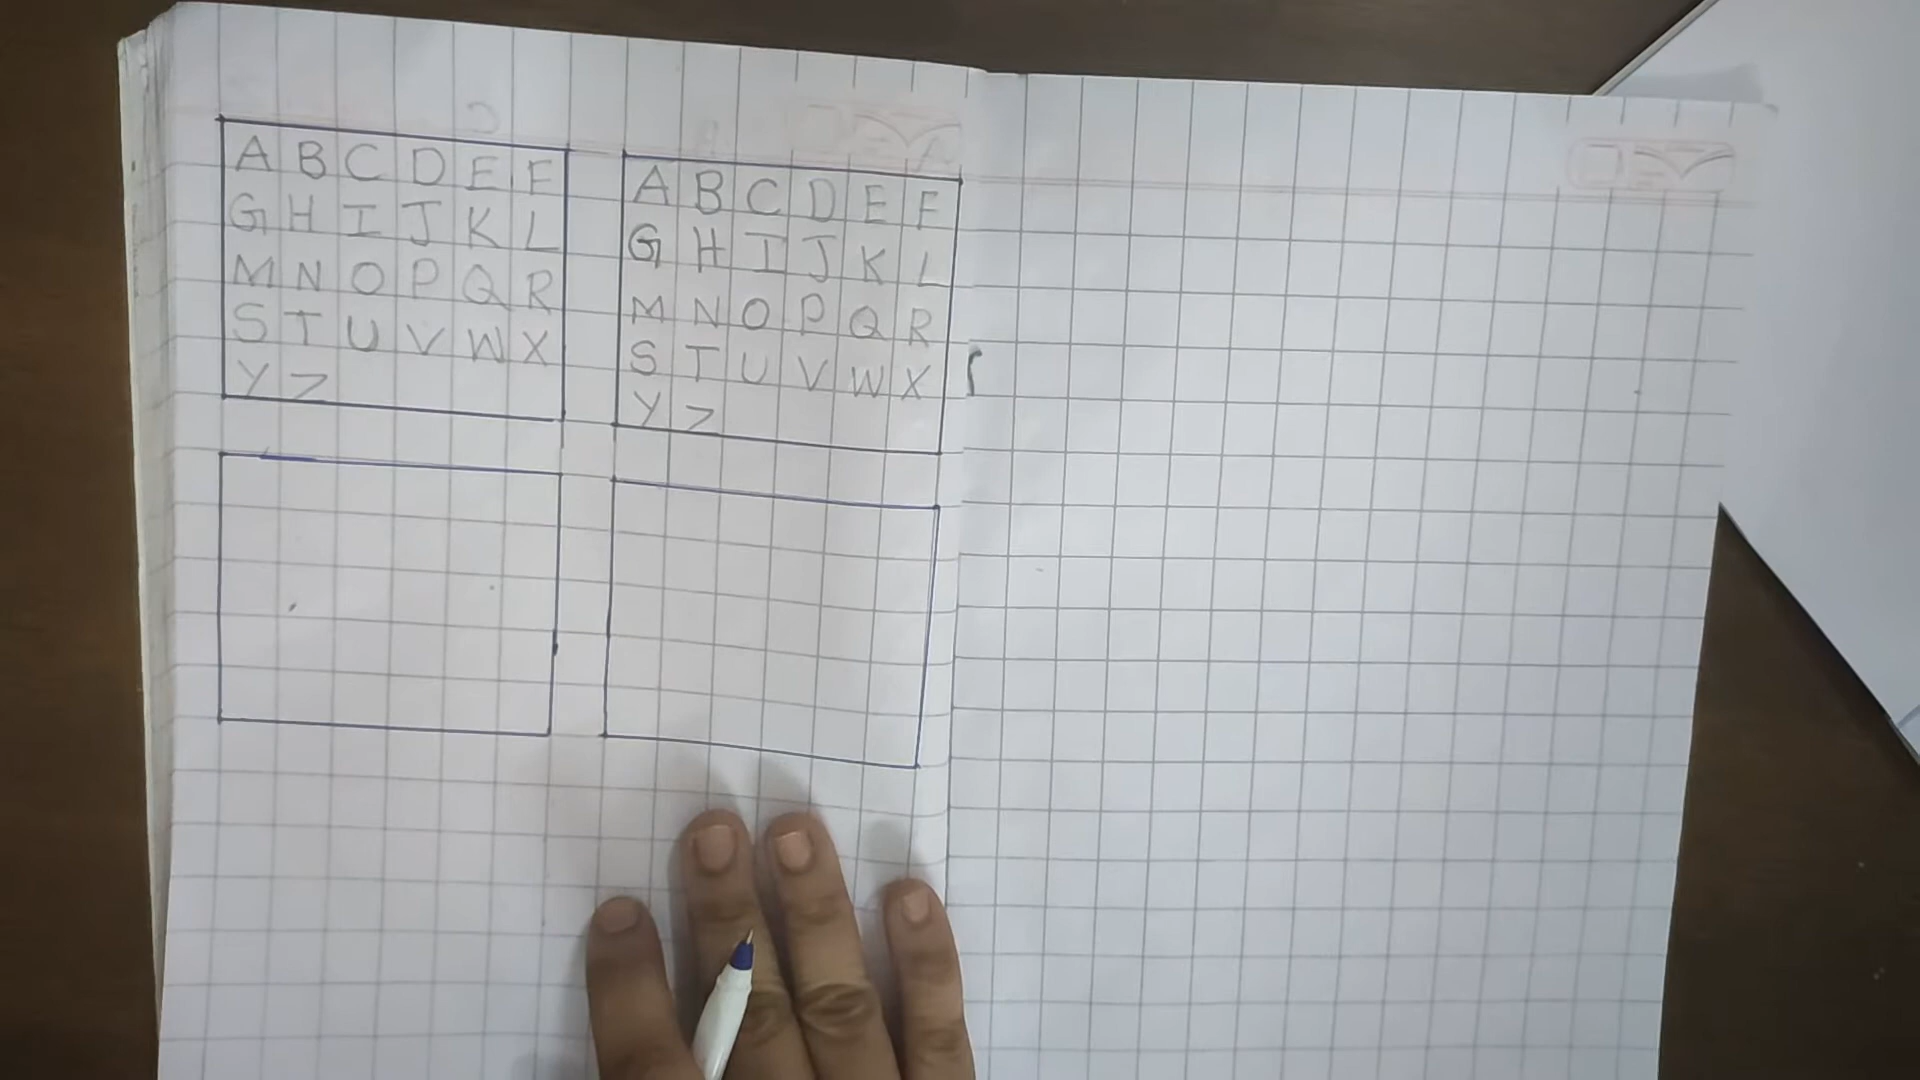 A B C D E F
G H I J K L
M N O P Q R
S T U V W X
Y Z
A B C D E F
G H I J K L
M N O P Q R
S T U V W X
Y Z